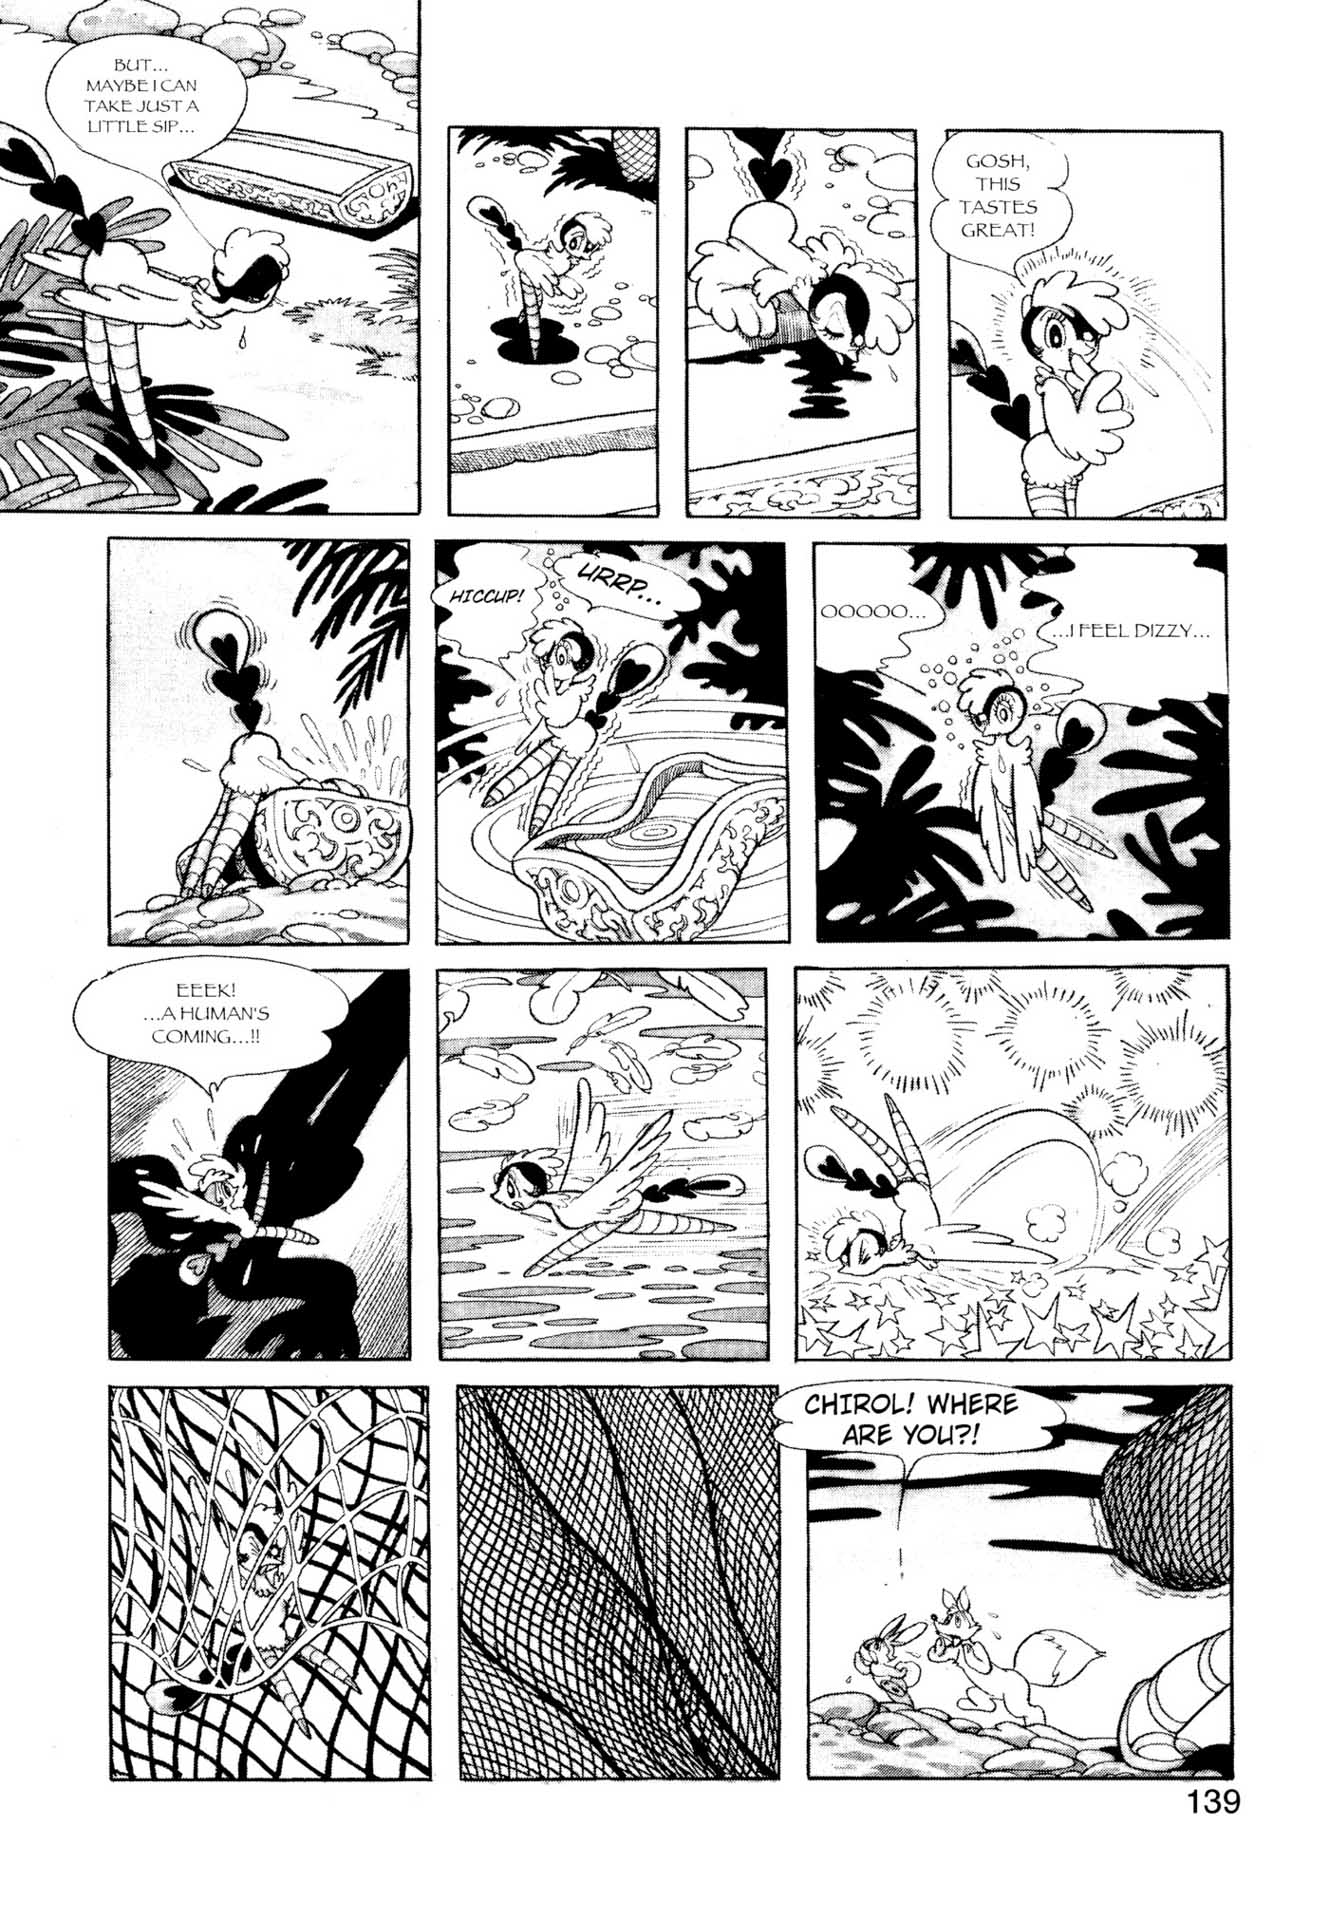 BUT...
MAYBE I CAN
TAKE JUST A
LITTLE SIP...
GOSH,
THIS
TASTES
GREAT!
HICCUP!
URRP...
OOOOO...
...I FEEL DIZZY...
EEEK!
...A HUMAN'S
COMING...!!
CHIROL! WHERE
ARE YOU?!
139